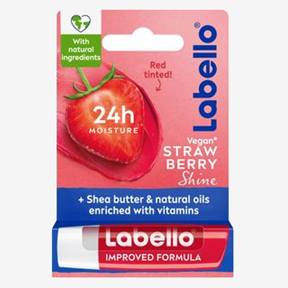 With
natural
ingredients
Red
tinted!
Labello
24h
MOISTURE
Vegan*
STRAW
BERRY
Shine
+ Shea butter & natural oils
enriched with vitamins
Labello
IMPROVED FORMULA